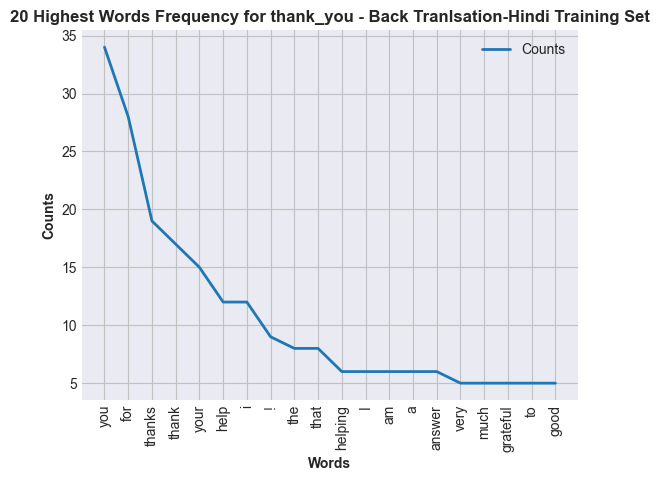 20 Highest Words Frequency for thank_you - Back Tranlsation-Hindi Training Set
Counts
35
30
25
20
15
10
5
Counts
you
for
thanks
thank
your
help
i
!
the
that
helping
I
am
a
answer
very
much
grateful
to
good
Words